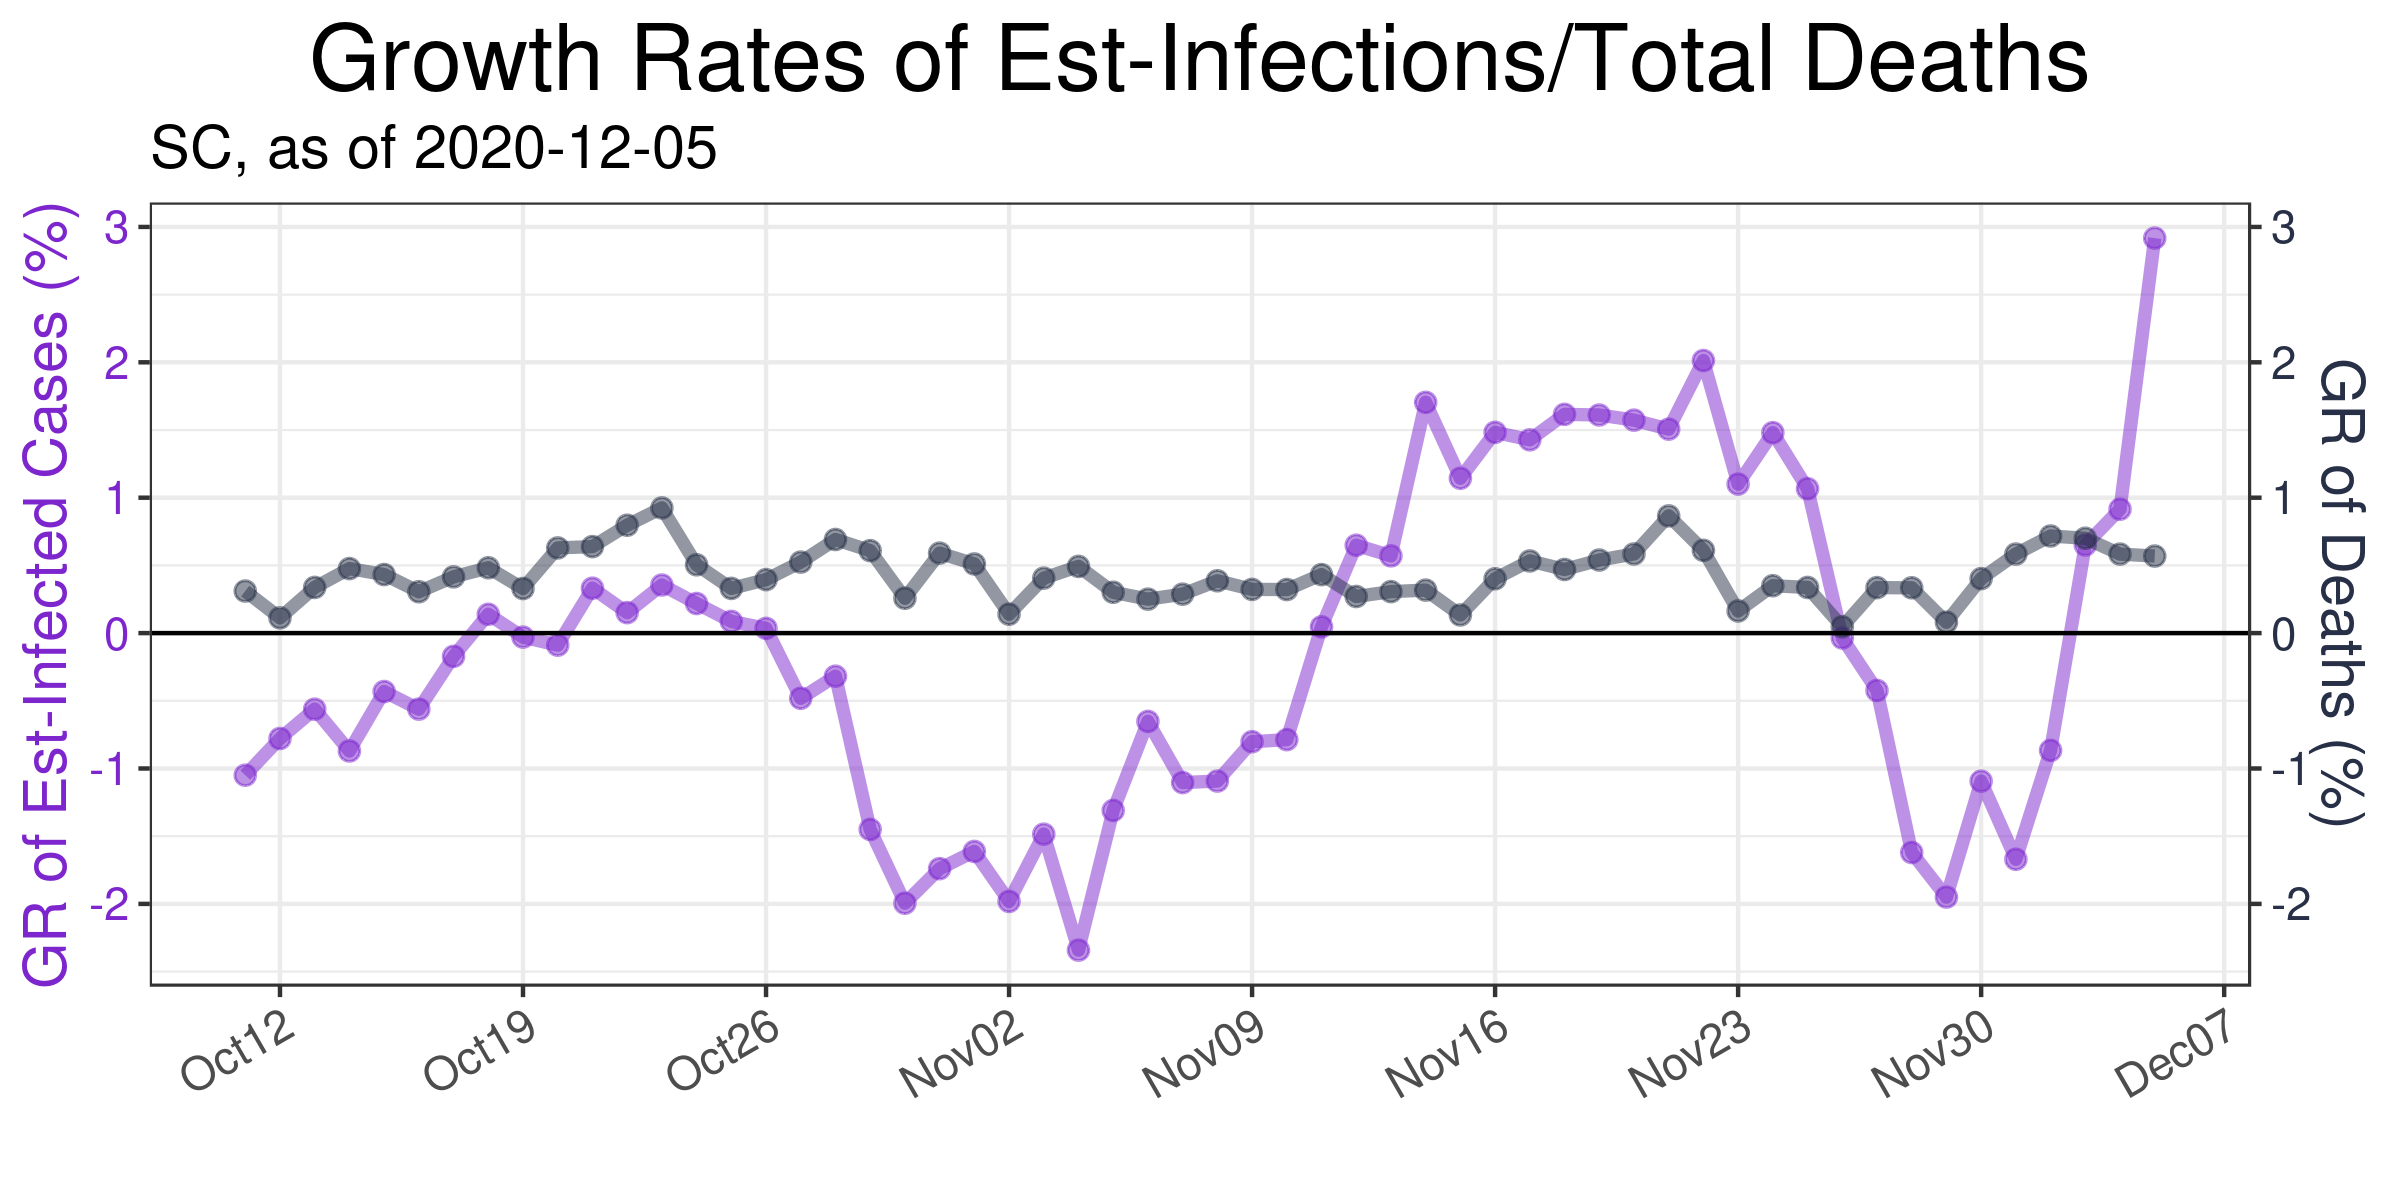 Growth Rates of Est-Infections/Total Deaths
SC, as of 2020-12-05
GR of Est-Infected Cases (%)
3
2
1
0
-1
-2
3
2
1
0
-1
-2
GR of Deaths (%)
Oct12
Oct19
Oct26
Nov02
Nov09
Nov16
Nov23
Nov30
Dec07